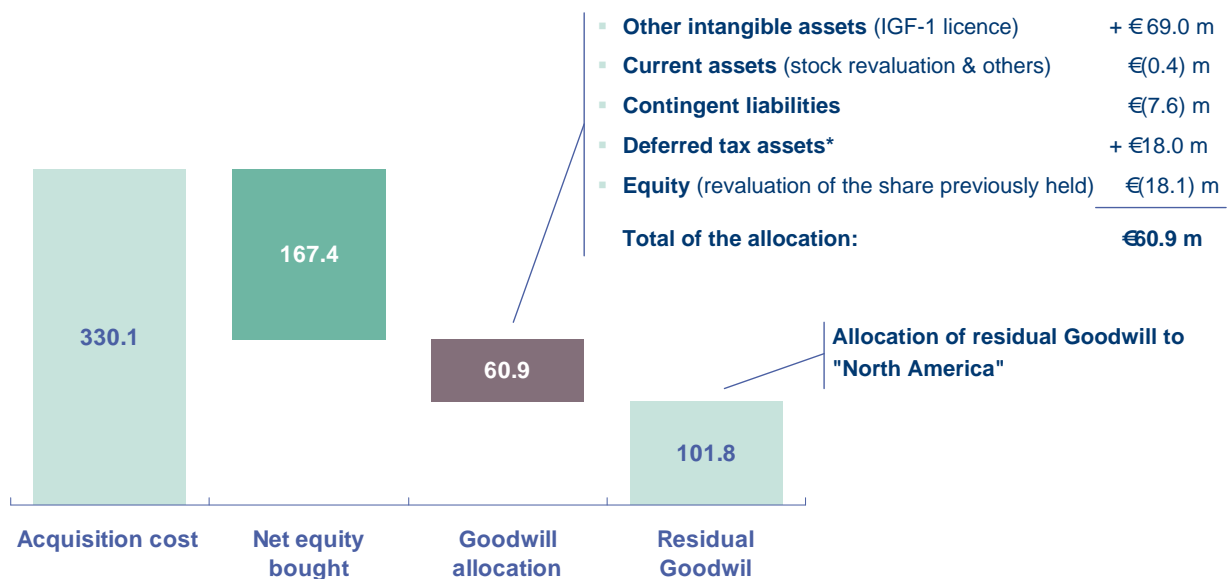 Other intangible assets (IGF-1 licence) + €69.0 m
Current assets (stock revaluation & others) €(0.4) m
Contingent liabilities €(7.6) m
Deferred tax assets* + €18.0 m
Equity (revaluation of the share previously held) €(18.1) m
Total of the allocation: €60.9 m
167.4
330.1
60.9
Allocation of residual Goodwill to
"North America"
101.8
Acquisition cost
Net equity
bought
Goodwill
allocation
Residual
Goodwil